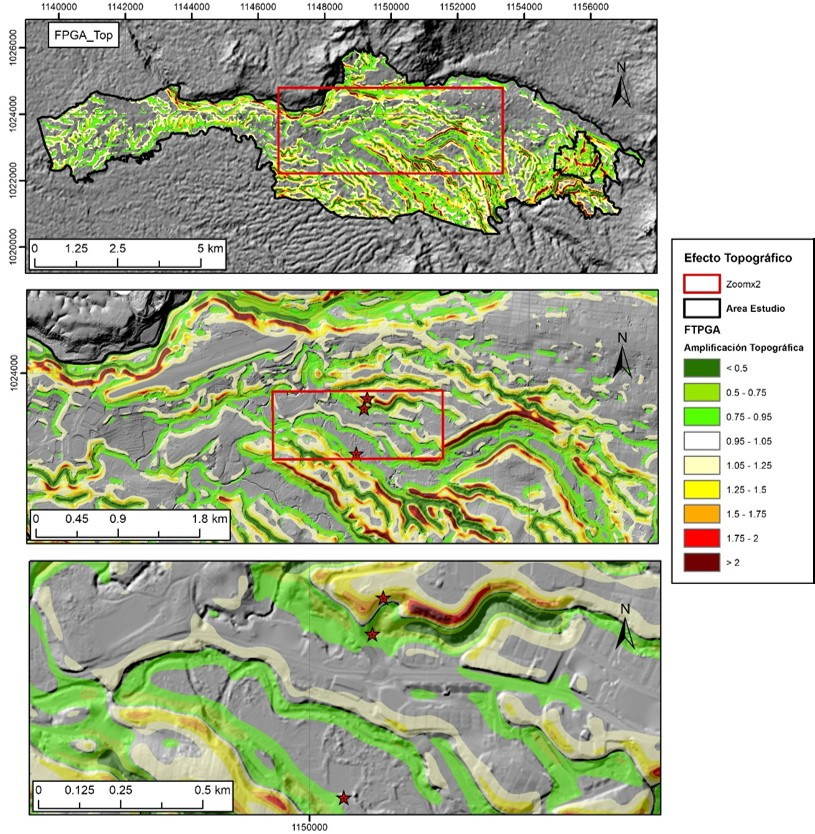 1140000 1142000 1144000 1146000 1148000 1150000 1152000 1154000 1156000
FPGA_Top
N
1026000
1024000
1022000
1020000
0 1.25 2.5 5 km
N
1024000
0 0.45 0.9 1.8 km
N
0 0.125 0.25 0.5 km
1150000
Efecto Topográfico
Zoomx2
Area Estudio
FTPGA
Amplificación Topográfica
< 0.5
0.5 - 0.75
0.75 - 0.95
0.95 - 1.05
1.05 - 1.25
1.25 - 1.5
1.5 - 1.75
1.75 - 2
> 2